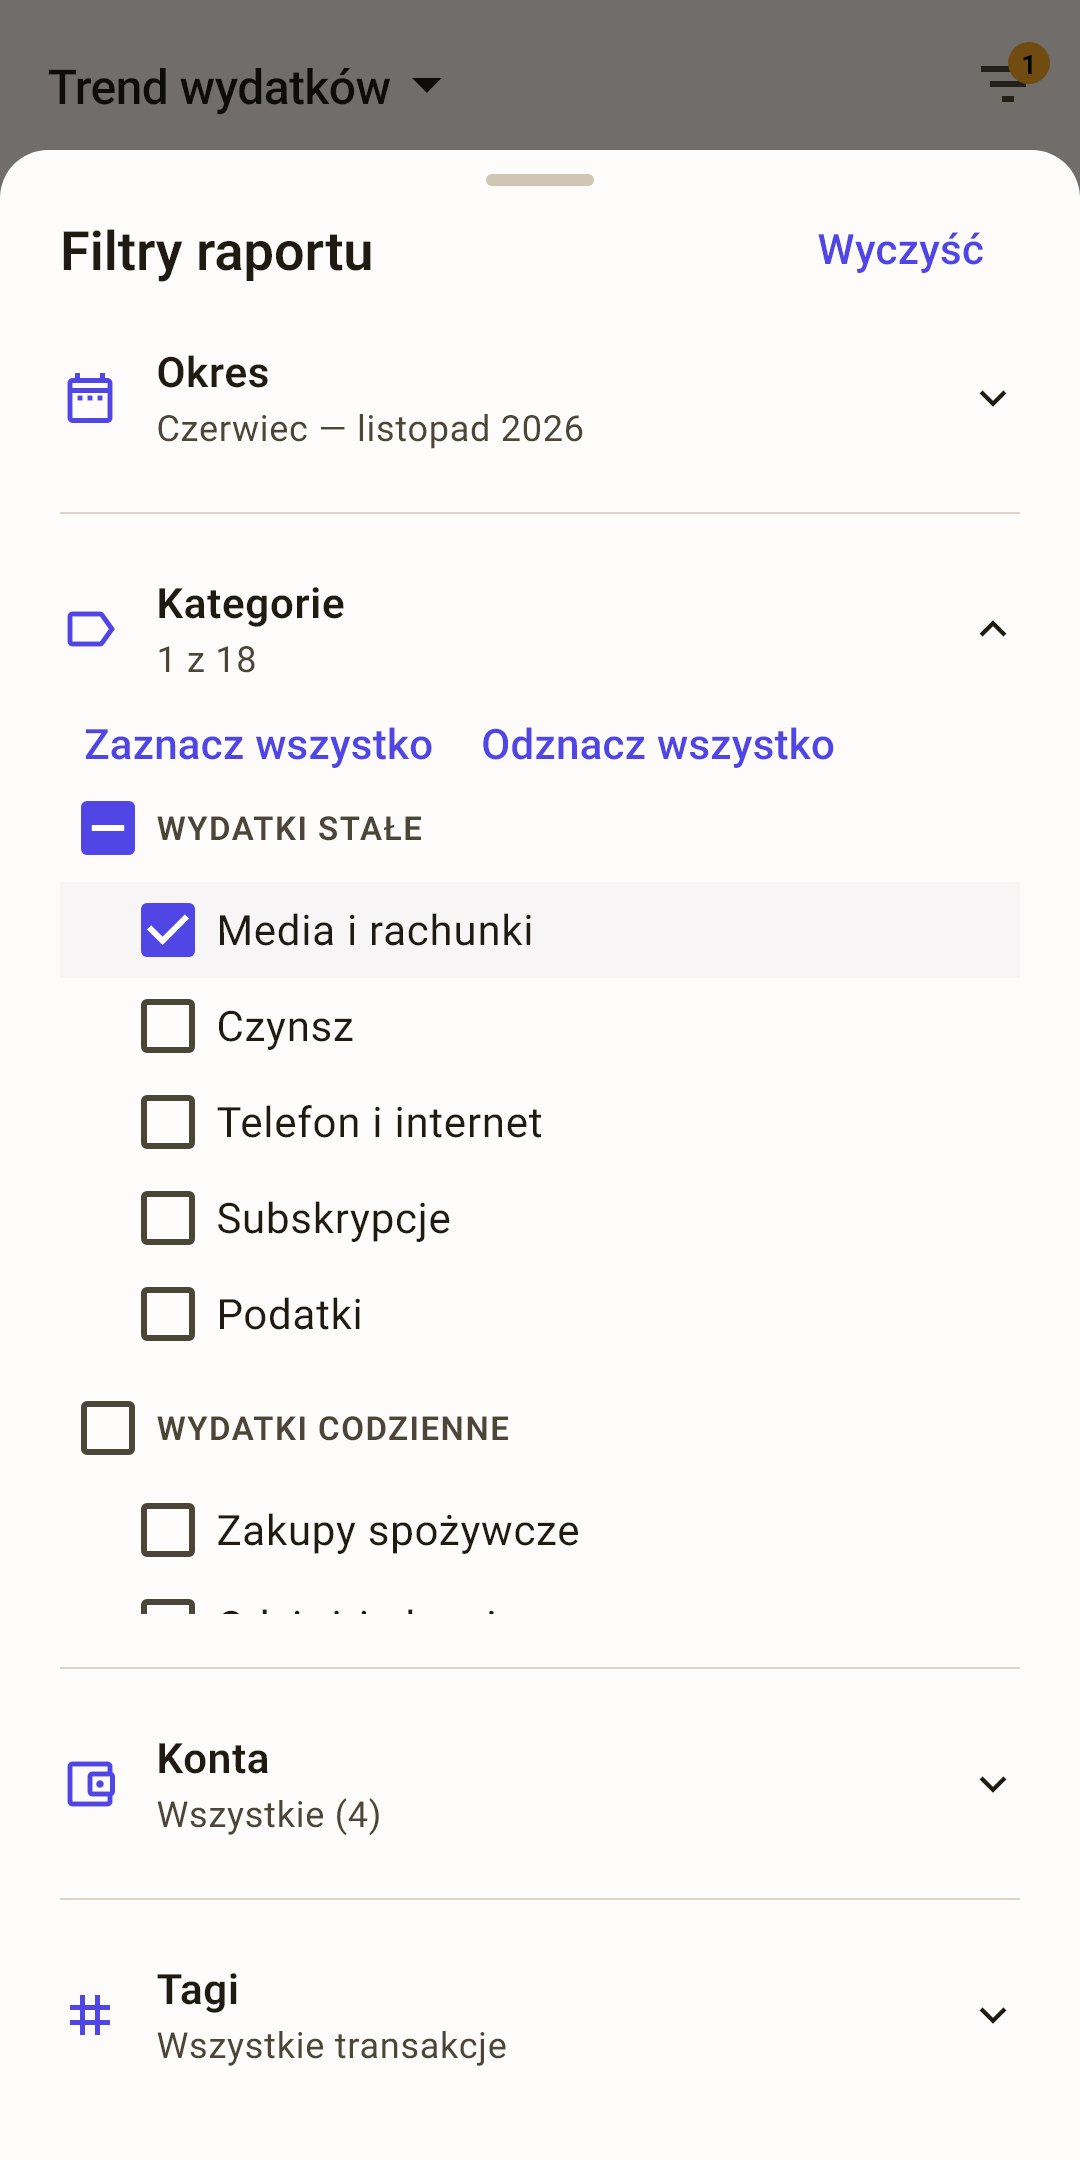 Trend wydatków
1
Filtry raportu
Wyczyść
Okres
Czerwiec — listopad 2026
Kategorie
1 z 18
Zaznacz wszystko
Odznacz wszystko
WYDATKI STAŁE
Media i rachunki
Czynsz
Telefon i internet
Subskrypcje
Podatki
WYDATKI CODZIENNE
Zakupy spożywcze
Konta
Wszystkie (4)
Tagi
Wszystkie transakcje